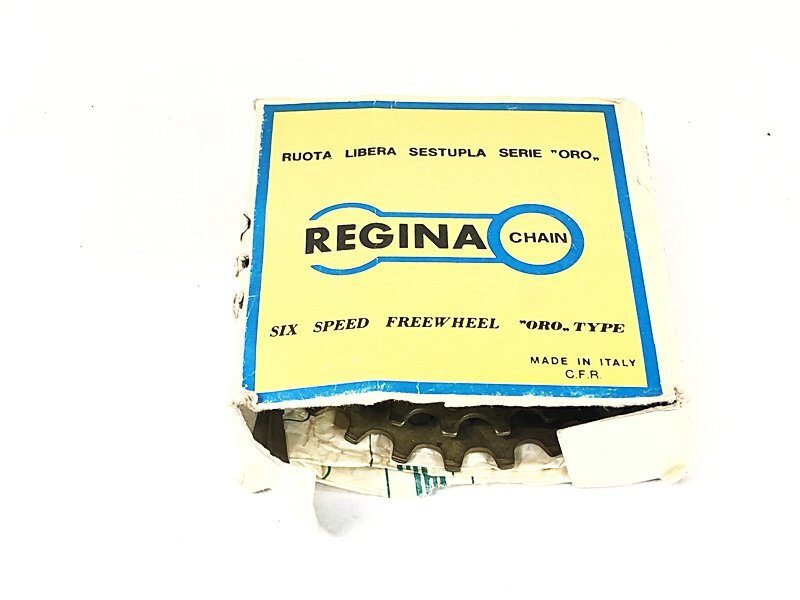 RUOTA LIBERA SESTUPLA SERIE "ORO„
REGINA CHAIN
SIX SPEED FREEWHEEL "ORO„ TYPE
MADE IN ITALY
C.F.R.